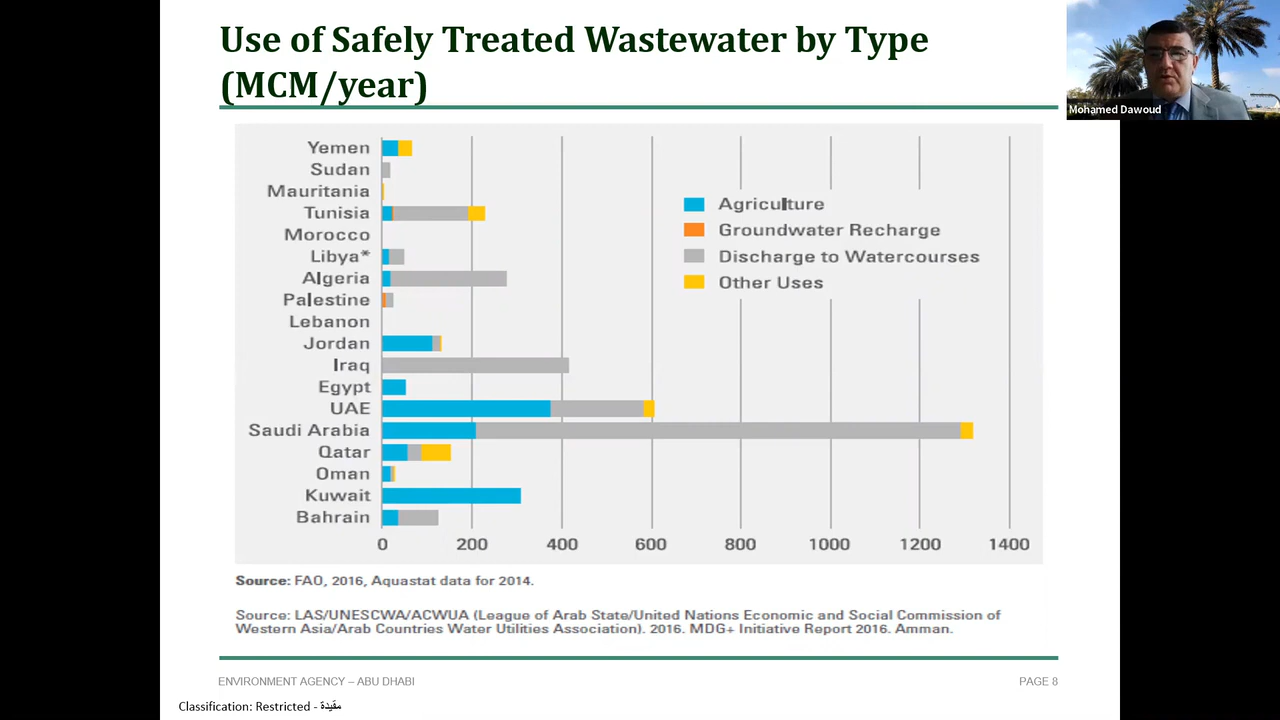 Use of Safely Treated Wastewater by Type
(MCM/year)
Mohamed Dawoud
Yemen
Sudan
Mauritania
Tunisia
Morocco
Libya*
Algeria
Palestine
Lebanon
Jordan
Iraq
Egypt
UAE
Saudi Arabia
Qatar
Oman
Kuwait
Bahrain
Agriculture
Groundwater Recharge
Discharge to Watercourses
Other Uses
0 200 400 600 800 1000 1200 1400
Source: FAO, 2016, Aquastat data for 2014.
Source: LAS/UNESCWA/ACWUA (League of Arab State/United Nations Economic and Social Commission of
Western Asia/Arab Countries Water Utilities Association). 2016. MDG+ Initiative Report 2016. Amman.
ENVIRONMENT AGENCY – ABU DHABI PAGE 8
Classification: Restricted - مقيدة